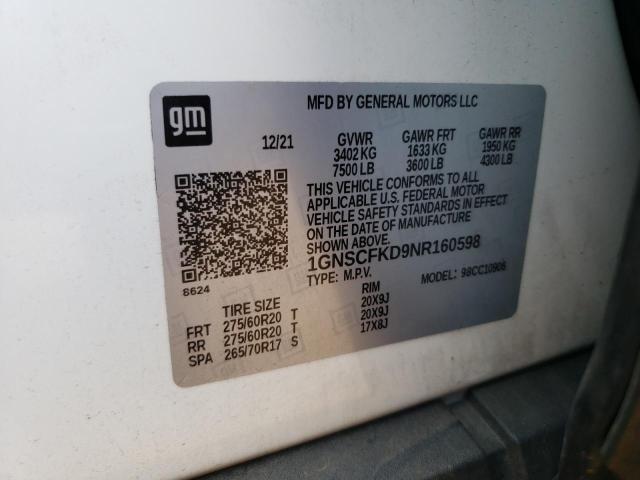 gm
MFD BY GENERAL MOTORS LLC
12/21 GVWR GAWR FRT GAWR RR
3402 KG 1633 KG 1950 KG
7500 LB 3600 LB 4300 LB
THIS VEHICLE CONFORMS TO ALL
APPLICABLE U.S. FEDERAL MOTOR
VEHICLE SAFETY STANDARDS IN EFFECT
ON THE DATE OF MANUFACTURE
SHOWN ABOVE.
1GNSCFKD9NR160598
TYPE: M.P.V. MODEL: 98CC10906
8624
TIRE SIZE RIM
FRT 275/60R20 T 20X9J
RR 275/60R20 T 20X9J
SPA 265/70R17 S 17X8J